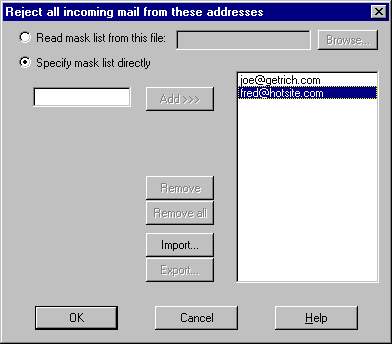 Reject all incoming mail from these addresses
Read mask list from this file:
Browse...
Specify mask list directly
Add >>>
joe@getrich.com
fred@hotsite.com
Remove
Remove all
Import...
Export...
OK
Cancel
Help